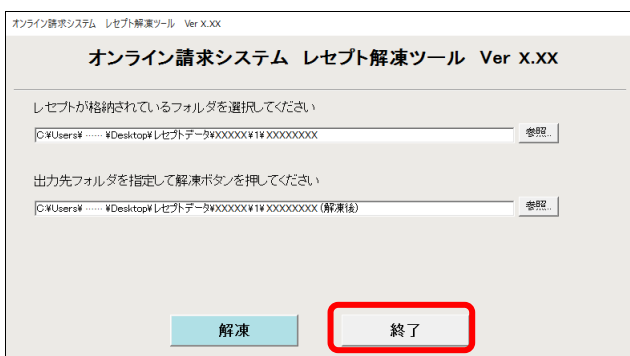 オンライン請求システム レセプト解凍ツール Ver X.XX
オンライン請求システム レセプト解凍ツール Ver X.XX
レセプトが格納されているフォルダを選択してください
C:¥Users¥ ······ ¥Desktop¥レセプトデータ¥XXXXX¥1¥XXXXXXXX
参照...
出力先フォルダを指定して解凍ボタンを押してください
C:¥Users¥ ······ ¥Desktop¥レセプトデータ¥XXXXX¥1¥XXXXXXXX(解凍後)
参照...
解凍
終了